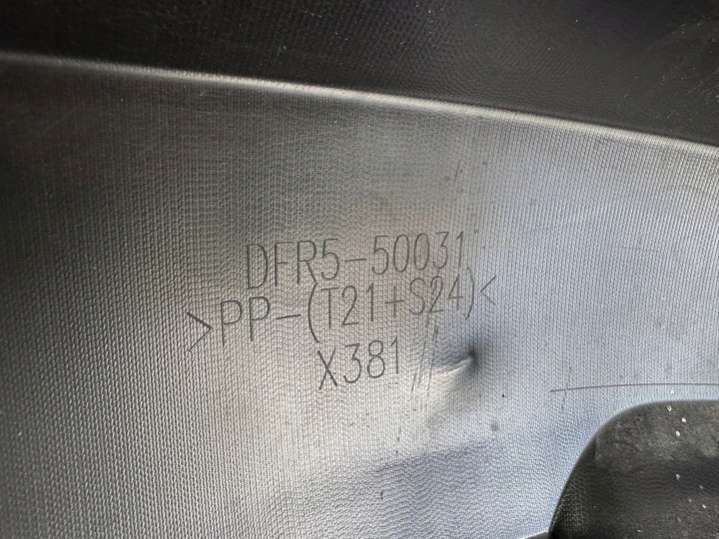 DFR5-50031
>PP-(T21+S24)<
X381